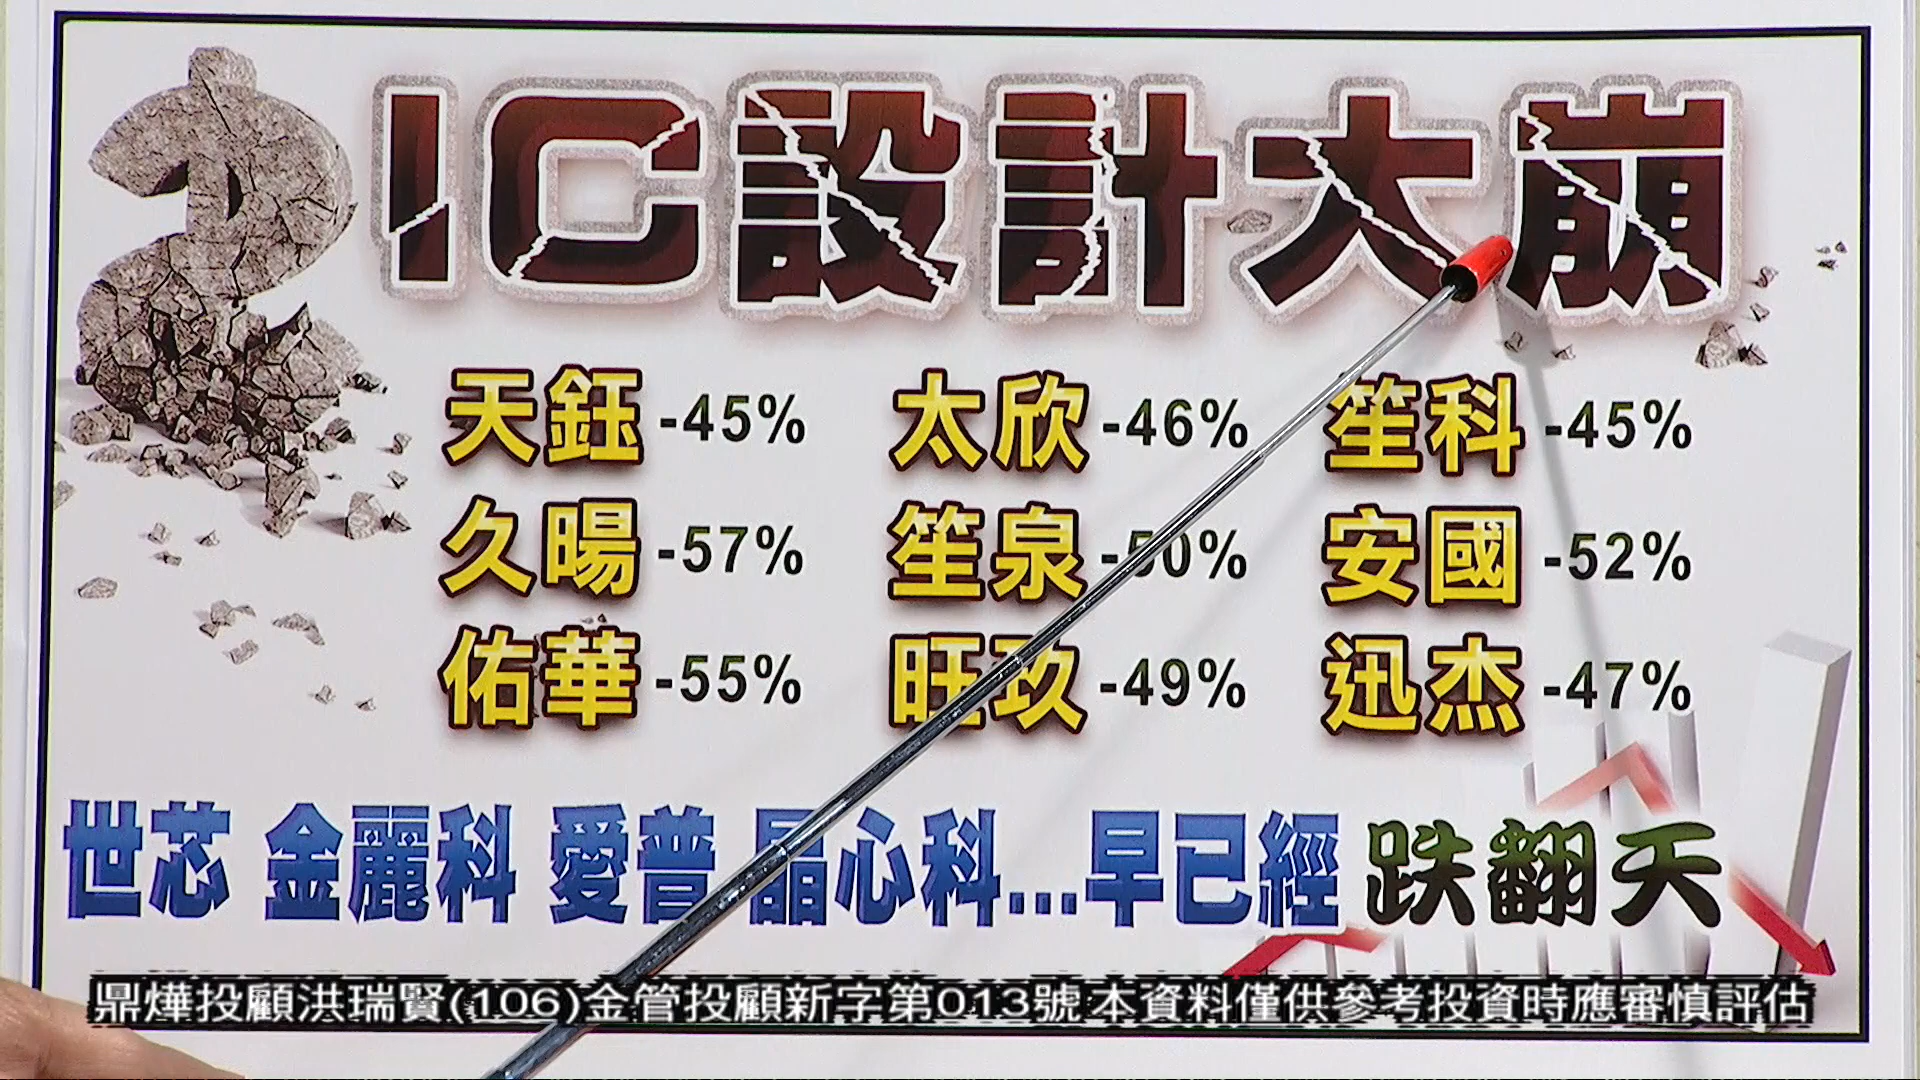 IC設計大崩
天鈺 -45% 太欣 -46% 笙科 -45%
久暘 -57% 笙泉 -50% 安國 -52%
佑華 -55% 旺玖 -49% 迅杰 -47%
世芯 金麗科 愛普 晶心科...早已經 跌翻天
鼎燁投顧洪瑞賢(106)金管投顧新字第013號 本資料僅供參考投資時應審慎評估